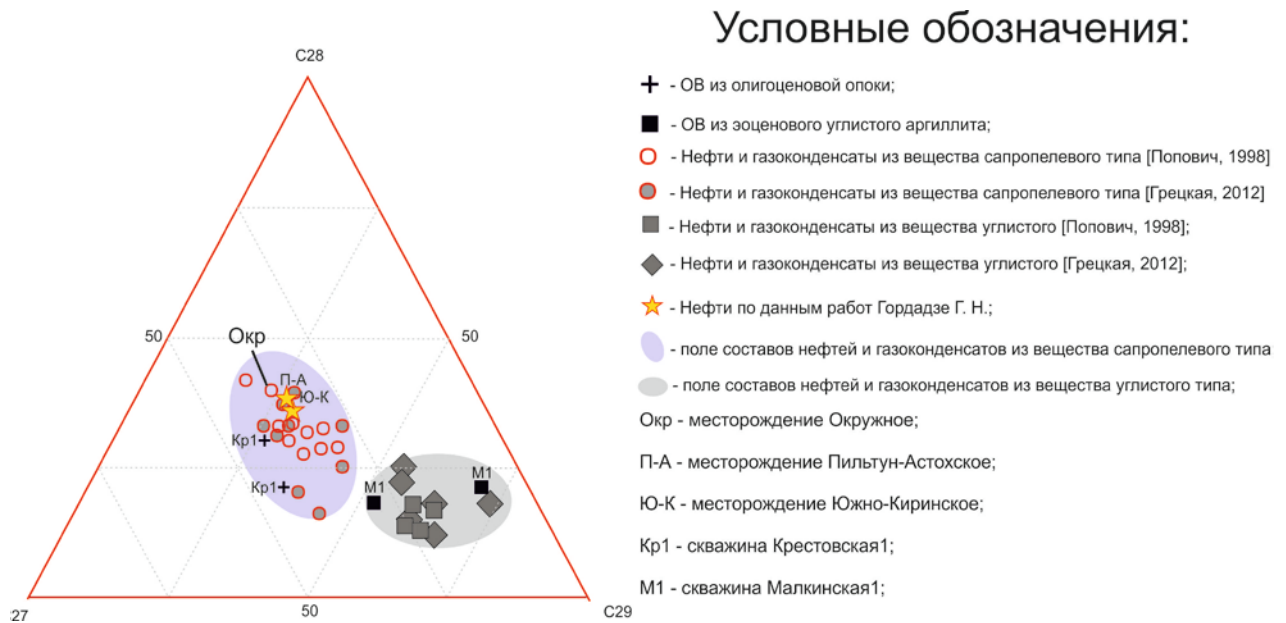 Условные обозначения:
C28
50
50
Окр
П-А
Ю-К
Кр1
Кр1
М1
М1
:27
50
C29
- ОВ из олигоценовой опоки;
- ОВ из эоценового углистого аргиллита;
- Нефти и газоконденсаты из вещества сапропелевого типа [Попович, 1998]
- Нефти и газоконденсаты из вещества сапропелевого типа [Грецкая, 2012]
- Нефти и газоконденсаты из вещества углистого [Попович, 1998];
- Нефти и газоконденсаты из вещества углистого [Грецкая, 2012];
- Нефти по данным работ Гордадзе Г. Н.;
- поле составов нефтей и газоконденсатов из вещества сапропелевого типа
- поле составов нефтей и газоконденсатов из вещества углистого типа;
Окр - месторождение Окружное;
П-А - месторождение Пильтун-Астохское;
Ю-К - месторождение Южно-Киринское;
Кр1 - скважина Крестовская1;
М1 - скважина Малкинская1;